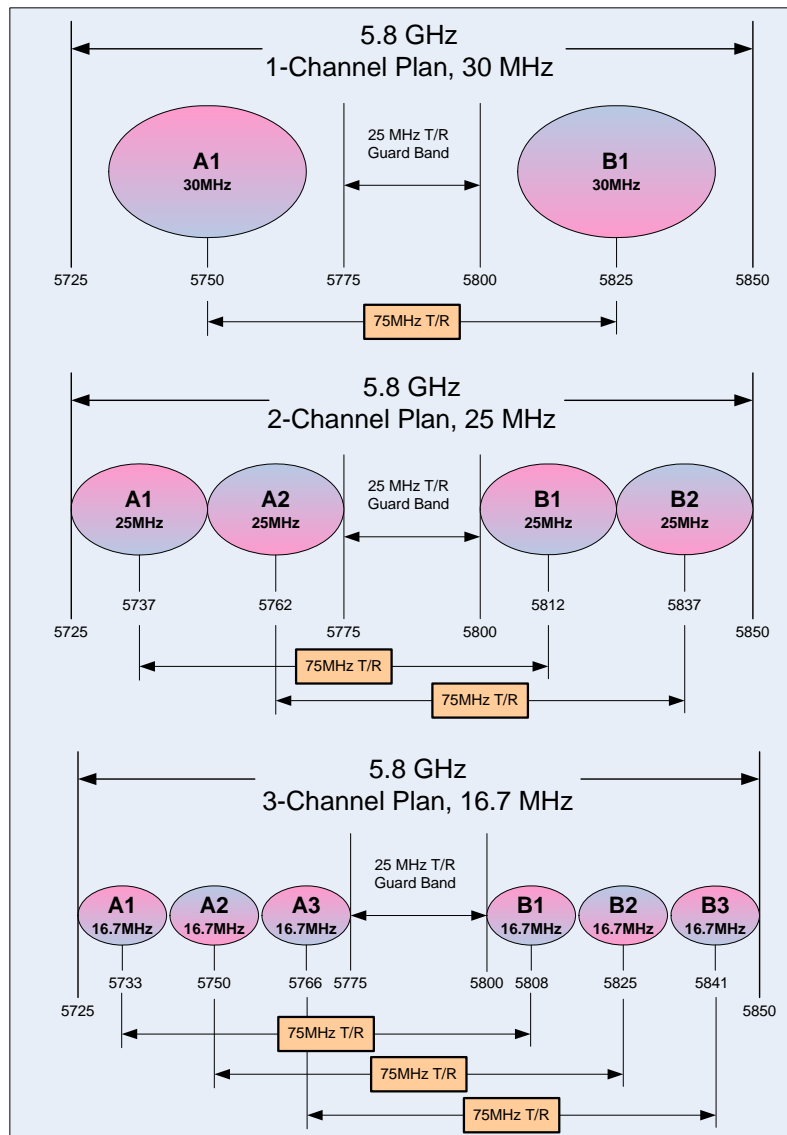 5.8 GHz
1-Channel Plan, 30 MHz
A1
30MHz
25 MHz T/R
Guard Band
B1
30MHz
5725
5750
5775
5800
5825
5850
75MHz T/R
5.8 GHz
2-Channel Plan, 25 MHz
A1
25MHz
A2
25MHz
25 MHz T/R
Guard Band
B1
25MHz
B2
25MHz
5737
5762
5812
5837
5725
5775
5800
5850
75MHz T/R
75MHz T/R
5.8 GHz
3-Channel Plan, 16.7 MHz
25 MHz T/R
Guard Band
A1
16.7MHz
A2
16.7MHz
A3
16.7MHz
B1
16.7MHz
B2
16.7MHz
B3
16.7MHz
5733
5750
5766
5775
5800
5808
5825
5841
5725
5850
75MHz T/R
75MHz T/R
75MHz T/R